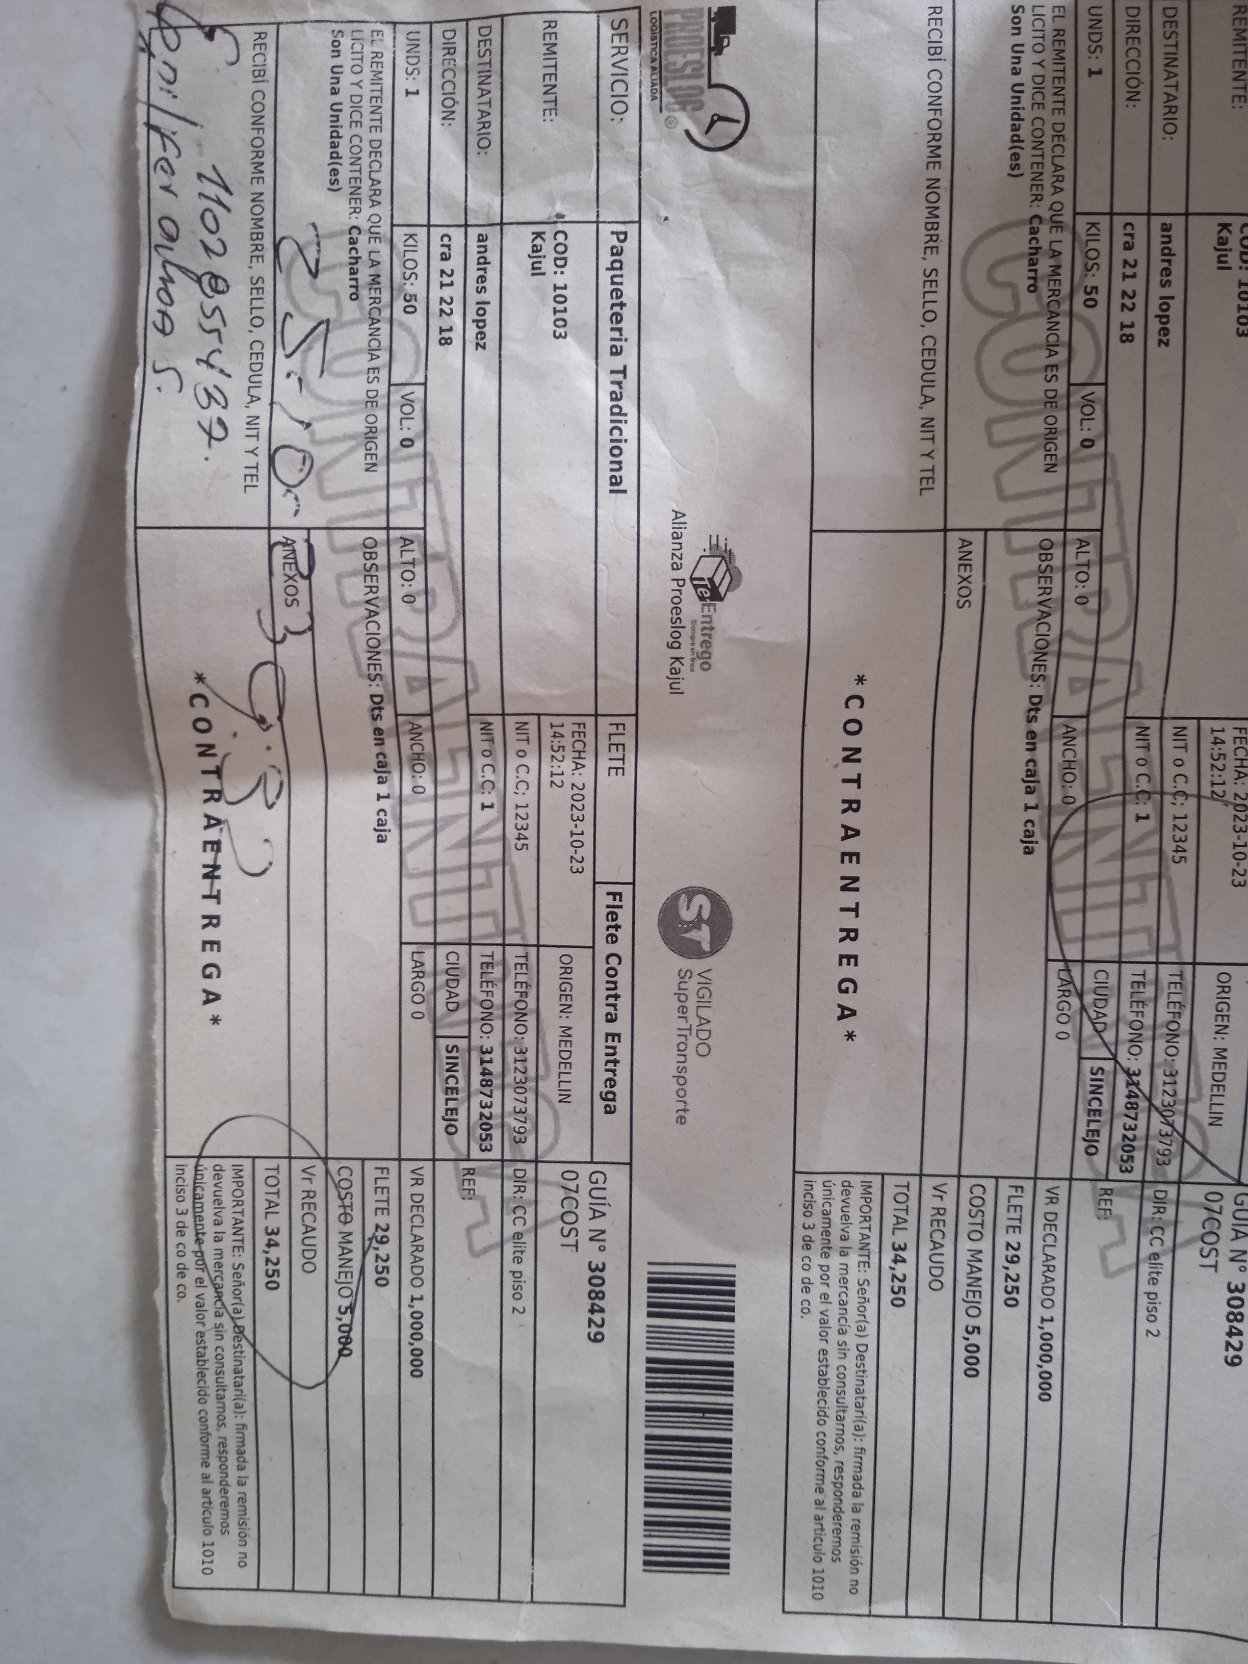 REMITENTE:
COD: 10103
Kajul
FECHA: 2023-10-23
14:52:12
ORIGEN: MEDELLIN
GUÍA N° 308429
07COST
NIT o C.C; 12345
TELÉFONO: 3123073793
DIR: CC elite piso 2
DESTINATARIO:
andres lopez
NIT o C.C: 1
TELÉFONO: 3148732053
REF:
DIRECCIÓN:
cra 21 22 18
CIUDAD
SINCELEJO
UNDS: 1
KILOS: 50
VOL: 0
ALTO: 0
ANCHO: 0
LARGO 0
VR DECLARADO 1,000,000
EL REMITENTE DECLARA QUE LA MERCANCIA ES DE ORIGEN
LICITO Y DICE CONTENER: Cacharro
Son Una Unidad(es)
OBSERVACIONES: Dts en caja 1 caja
FLETE 29,250
COSTO MANEJO 5,000
ANEXOS
Vr RECAUDO
RECIBÍ CONFORME NOMBRE, SELLO, CEDULA, NIT Y TEL
TOTAL 34,250
*CONTRAENTREGA*
IMPORTANTE: Señor(a) Destinatari(a): firmada la remisión no
devuelva la mercancía sin consultarnos, responderemos
únicamente por el valor establecido conforme al articulo 1010
inciso 3 de co de co.
CONTRAENTREGA
PROESLOG®
LOGÍSTICA ALIADA
teEntrego
Siempre en línea
Alianza Proeslog Kajul
ST
VIGILADO
SuperTransporte
SERVICIO:
Paqueteria Tradicional
FLETE
Flete Contra Entrega
GUÍA N° 308429
07COST
REMITENTE:
COD: 10103
Kajul
FECHA: 2023-10-23
14:52:12
ORIGEN: MEDELLIN
NIT o C.C; 12345
TELÉFONO: 3123073793
DIR: CC elite piso 2
DESTINATARIO:
andres lopez
NIT o C.C: 1
TELÉFONO: 3148732053
REF:
DIRECCIÓN:
cra 21 22 18
CIUDAD
SINCELEJO
UNDS: 1
KILOS: 50
VOL: 0
ALTO: 0
ANCHO: 0
LARGO 0
VR DECLARADO 1,000,000
EL REMITENTE DECLARA QUE LA MERCANCIA ES DE ORIGEN
LICITO Y DICE CONTENER: Cacharro
Son Una Unidad(es)
OBSERVACIONES: Dts en caja 1 caja
FLETE 29,250
COSTO MANEJO 5,000
ANEXOS
Vr RECAUDO
RECIBÍ CONFORME NOMBRE, SELLO, CEDULA, NIT Y TEL
TOTAL 34,250
1102855437.
*CONTRAENTREGA*
IMPORTANTE: Señor(a) Destinatari(a): firmada la remisión no
devuelva la mercancía sin consultarnos, responderemos
únicamente por el valor establecido conforme al articulo 1010
inciso 3 de co de co.
CONTRAENTREGA